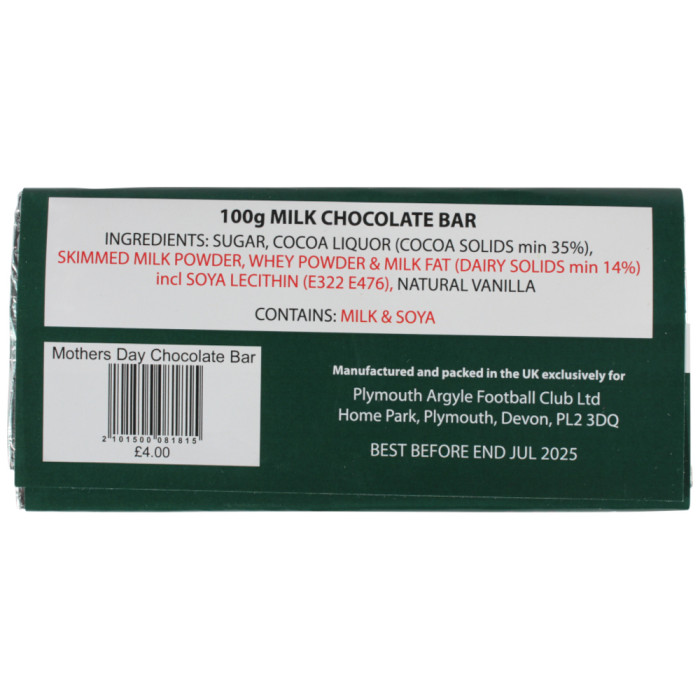 100g MILK CHOCOLATE BAR
INGREDIENTS: SUGAR, COCOA LIQUOR (COCOA SOLIDS min 35%),
SKIMMED MILK POWDER, WHEY POWDER & MILK FAT (DAIRY SOLIDS min 14%)
incl SOYA LECITHIN (E322 E476), NATURAL VANILLA
CONTAINS: MILK & SOYA
Mothers Day Chocolate Bar
2 101500 081815
£4.00
Manufactured and packed in the UK exclusively for
Plymouth Argyle Football Club Ltd
Home Park, Plymouth, Devon, PL2 3DQ
BEST BEFORE END JUL 2025